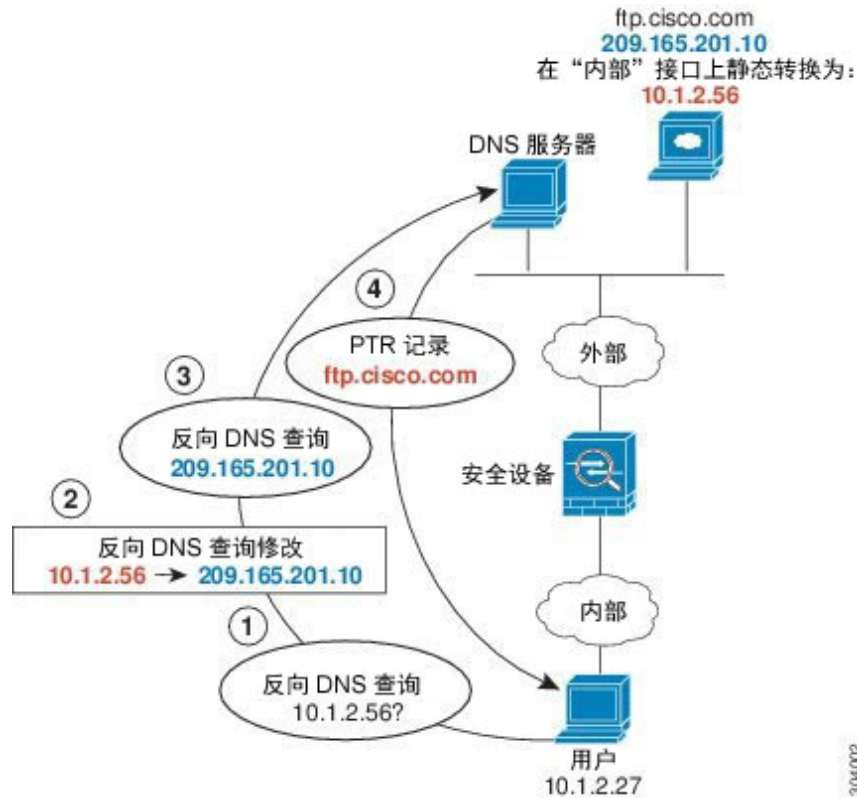 ftp.cisco.com
209.165.201.10
在“内部”接口上静态转换为：
10.1.2.56
DNS 服务器
4
PTR 记录
ftp.cisco.com
外部
3
反向 DNS 查询
209.165.201.10
安全设备
2
反向 DNS 查询修改
10.1.2.56 → 209.165.201.10
内部
1
反向 DNS 查询
10.1.2.56?
用户
10.1.2.27
304002